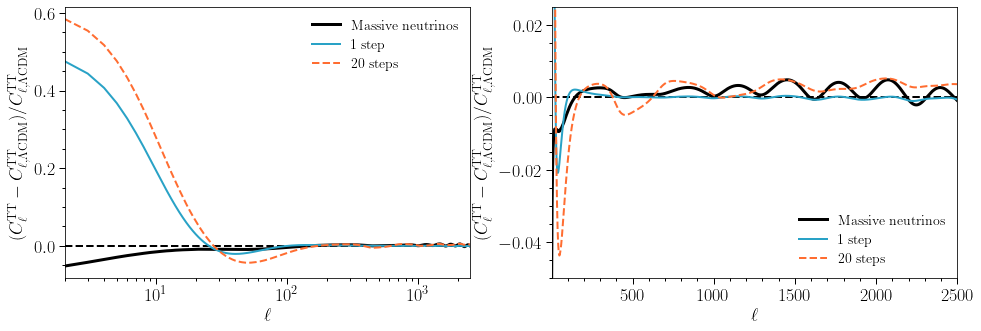 (C_ℓ^TT − C_ℓ,ΛCDM^TT)/C_ℓ,ΛCDM^TT
0.6
0.4
0.2
0.0
10^1
10^2
10^3
ℓ
Massive neutrinos
1 step
20 steps
(C_ℓ^TT − C_ℓ,ΛCDM^TT)/C_ℓ,ΛCDM^TT
0.02
0.00
−0.02
−0.04
500
1000
1500
2000
2500
ℓ
Massive neutrinos
1 step
20 steps